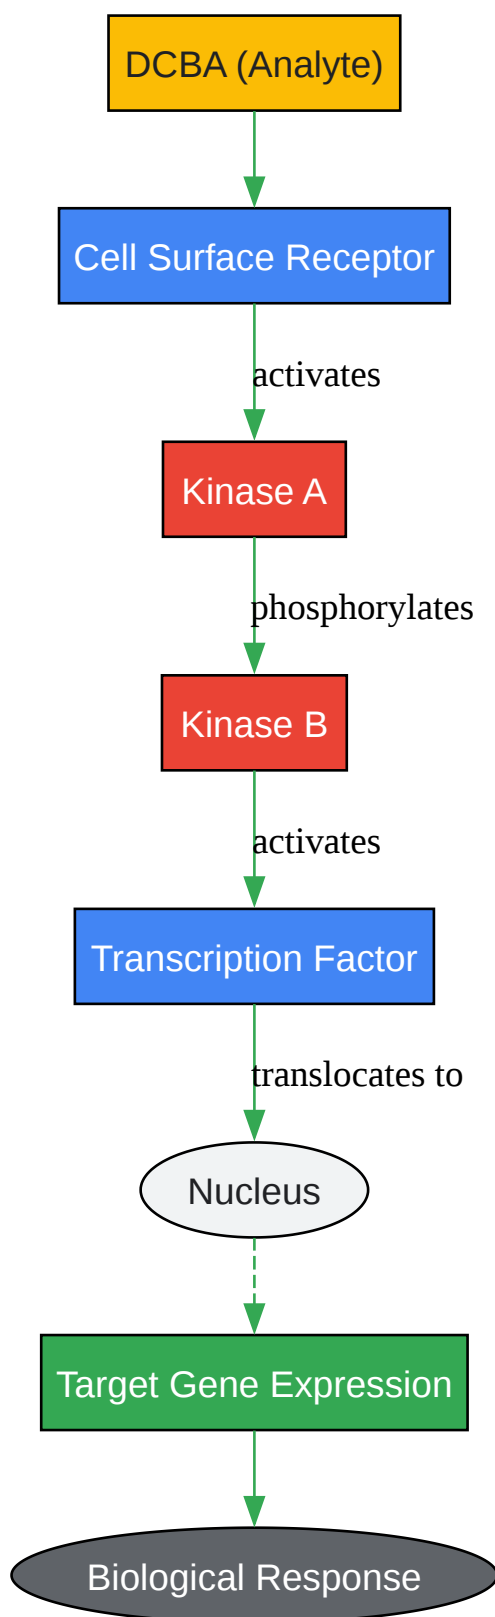 DCBA (Analyte)
Cell Surface Receptor
activates
Kinase A
phosphorylates
Kinase B
activates
Transcription Factor
translocates to
Nucleus
Target Gene Expression
Biological Response